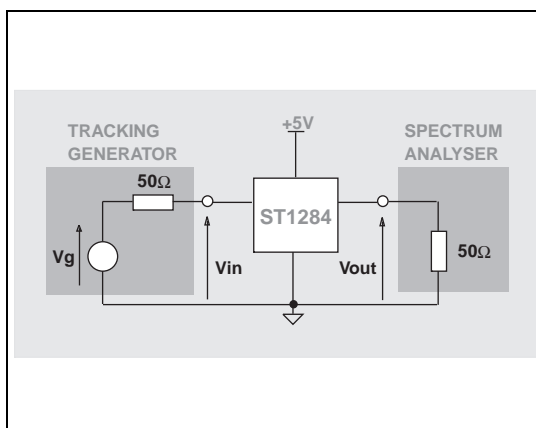 +5V
TRACKING
GENERATOR
SPECTRUM
ANALYSER
50Ω
ST1284
Vg
Vin
Vout
50Ω